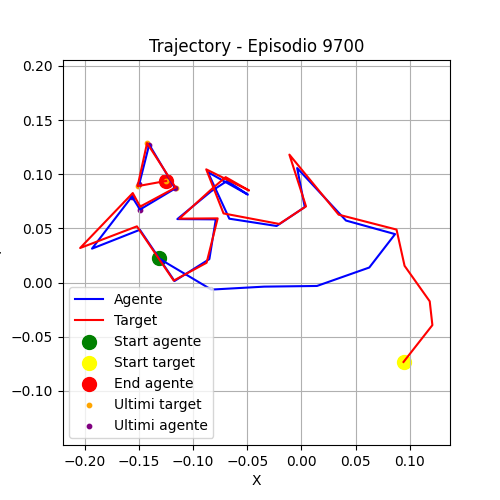 Trajectory - Episodio 9700
0.20
0.15
0.10
0.05
0.00
−0.05
−0.10
Agente
Target
Start agente
Start target
End agente
Ultimi target
Ultimi agente
−0.20 −0.15 −0.10 −0.05 0.00 0.05 0.10
X